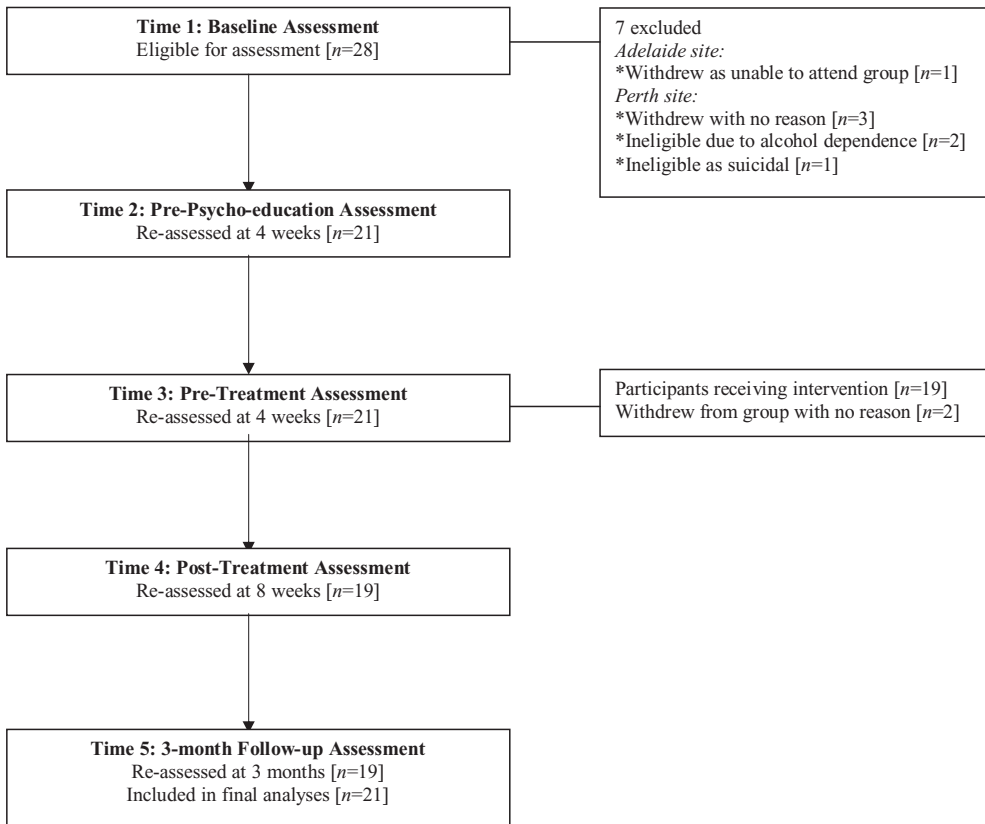 Time 1: Baseline Assessment
Eligible for assessment [n=28]
7 excluded
Adelaide site:
*Withdrew as unable to attend group [n=1]
Perth site:
*Withdrew with no reason [n=3]
*Ineligible due to alcohol dependence [n=2]
*Ineligible as suicidal [n=1]
Time 2: Pre-Psycho-education Assessment
Re-assessed at 4 weeks [n=21]
Time 3: Pre-Treatment Assessment
Re-assessed at 4 weeks [n=21]
Participants receiving intervention [n=19]
Withdrew from group with no reason [n=2]
Time 4: Post-Treatment Assessment
Re-assessed at 8 weeks [n=19]
Time 5: 3-month Follow-up Assessment
Re-assessed at 3 months [n=19]
Included in final analyses [n=21]